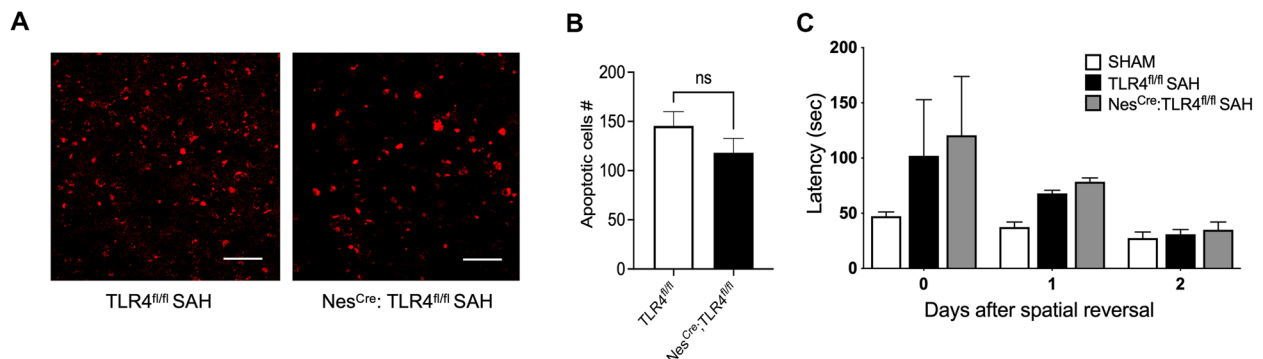 A
TLR4fl/fl SAH
NesCre: TLR4fl/fl SAH
B
200
150
100
50
0
Apoptotic cells #
ns
TLR4fl/fl
NesCre;TLR4fl/fl
C
200
150
100
50
0
Latency (sec)
SHAM
TLR4fl/fl SAH
NesCre:TLR4fl/fl SAH
0 1 2
Days after spatial reversal